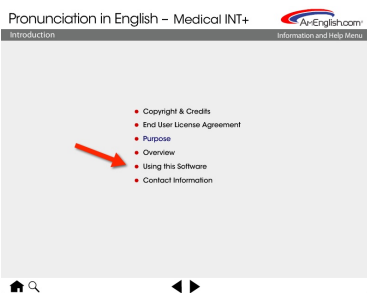 Pronunciation in English – Medical INT+
AMEnglish.com®
Introduction
Information and Help Menu
• Copyright & Credits
• End User License Agreement
• Purpose
• Overview
• Using this Software
• Contact Information